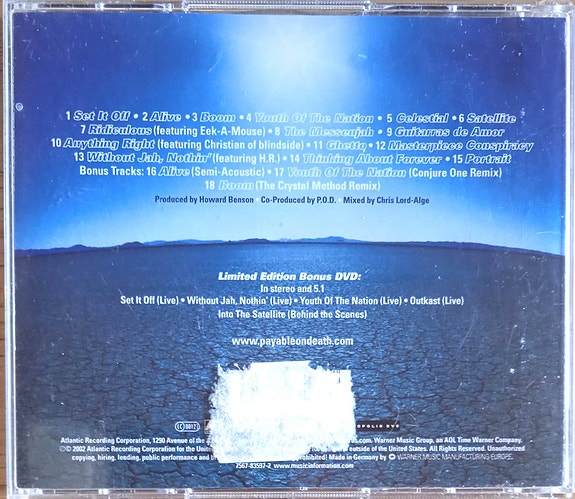 1 Set It Off • 2 Alive • 3 Boom • 4 Youth Of The Nation • 5 Celestial • 6 Satellite
7 Ridiculous (featuring Eek-A-Mouse) • 8 The Messenjah • 9 Guitarras de Amor
10 Anything Right (featuring Christian of blindside) • 11 Ghetto • 12 Masterpiece Conspiracy
13 Without Jah, Nothin' (featuring H.R.) • 14 Thinking About Forever • 15 Portrait
Bonus Tracks: 16 Alive (Semi-Acoustic) • 17 Youth Of The Nation (Conjure One Remix)
18 Boom (The Crystal Method Remix)
Produced by Howard Benson • Co-Produced by P.O.D. • Mixed by Chris Lord-Alge
Limited Edition Bonus DVD:
In stereo and 5.1
Set It Off (Live) • Without Jah, Nothin' (Live) • Youth Of The Nation (Live) • Outkast (Live)
Into The Satellite (Behind the Scenes)
www.payableondeath.com
LC 0012
OPOLIS DVD
Atlantic Recording Corporation, 1290 Avenue of the .com. Warner Music Group, an AOL Time Warner Company.
℗© 2002 Atlantic Recording Corporation for the Unite outside of the United States. All Rights Reserved. Unauthorized
copying, hiring, lending, public performance and prohibited! Made in Germany by WARNER MUSIC MANUFACTURING EUROPE.
7567-83597-2 www.musicinformation.com